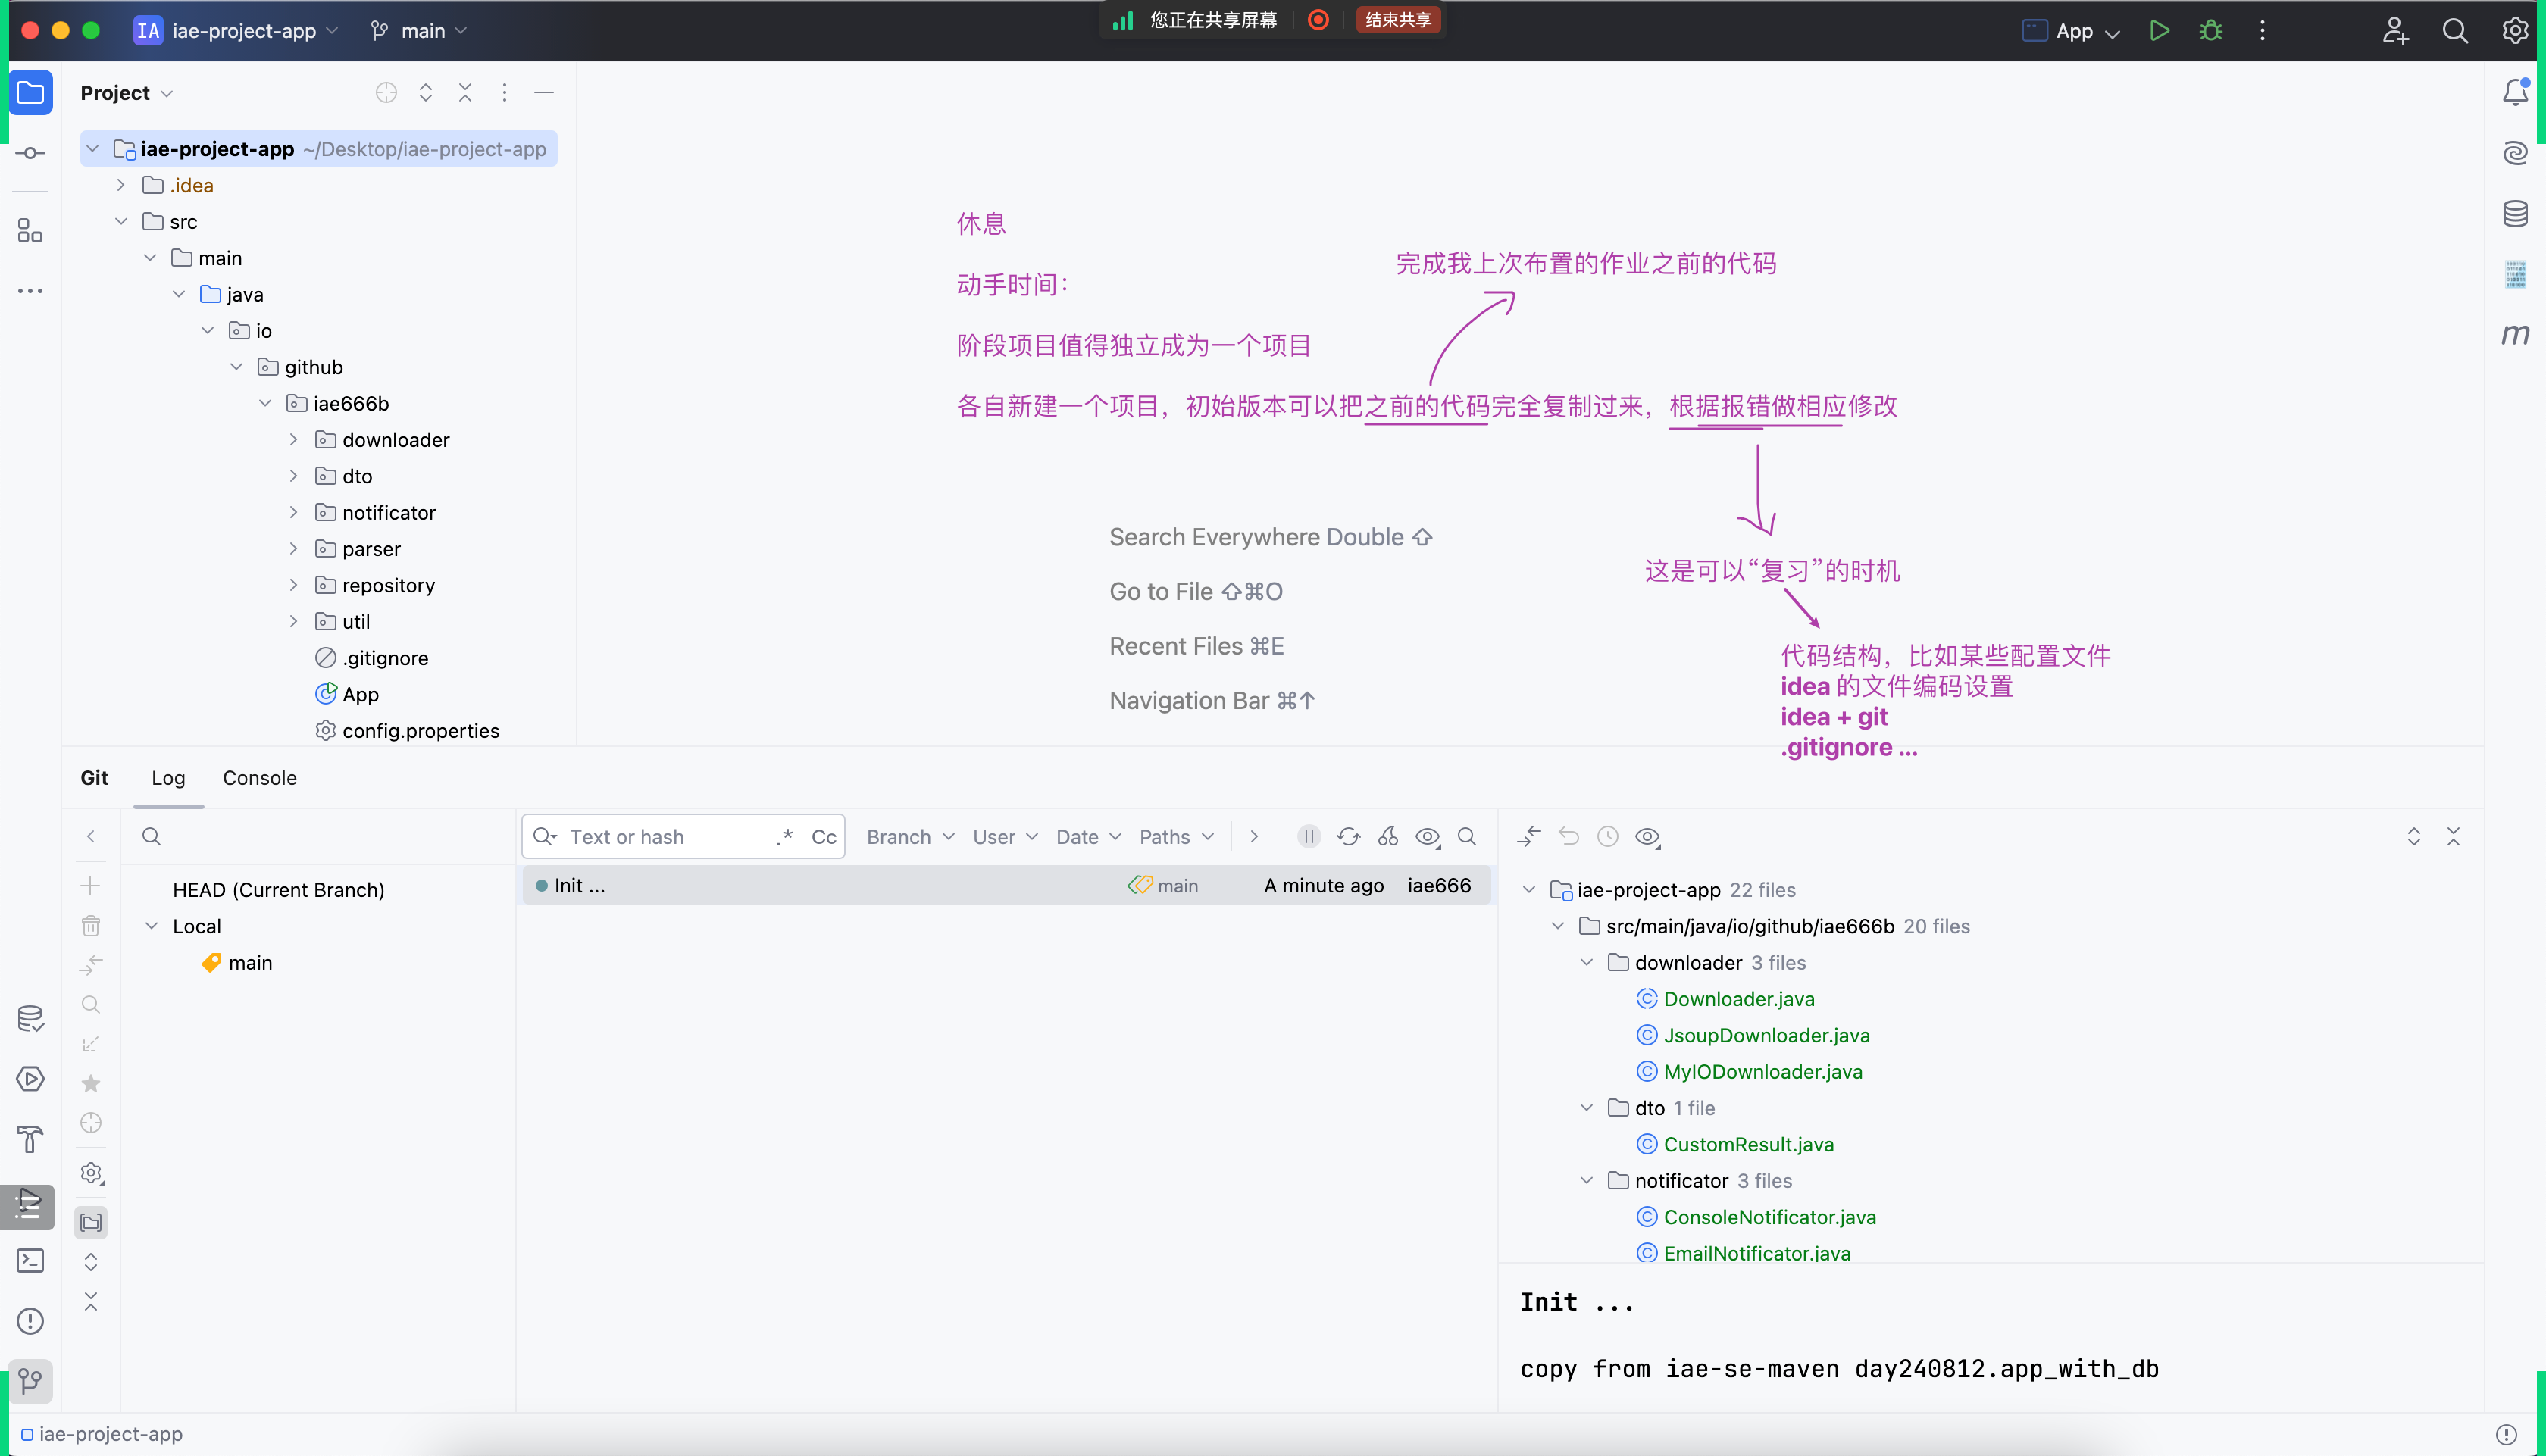 IA iae-project-app main
您正在共享屏幕 结束共享
App
Project
iae-project-app ~/Desktop/iae-project-app
.idea
src
main
java
io
github
iae666b
downloader
dto
notificator
parser
repository
util
.gitignore
App
config.properties
休息
完成我上次布置的作业之前的代码
动手时间：
阶段项目值得独立成为一个项目
各自新建一个项目，初始版本可以把之前的代码完全复制过来，根据报错做相应修改
Search Everywhere Double ⇧
Go to File ⇧⌘O
Recent Files ⌘E
Navigation Bar ⌘↑
这是可以“复习”的时机
代码结构，比如某些配置文件
idea 的文件编码设置
idea + git
.gitignore ...
m
Git Log Console
HEAD (Current Branch)
Local
main
Text or hash .* Cc Branch User Date Paths
Init ... main A minute ago iae666
iae-project-app 22 files
src/main/java/io/github/iae666b 20 files
downloader 3 files
Downloader.java
JsoupDownloader.java
MyIODownloader.java
dto 1 file
CustomResult.java
notificator 3 files
ConsoleNotificator.java
EmailNotificator.java
Init ...
copy from iae-se-maven day240812.app_with_db
iae-project-app